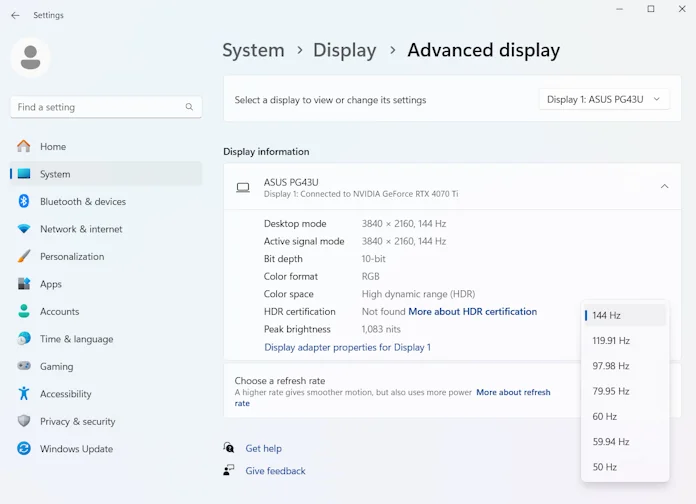 Settings
System > Display > Advanced display
Find a setting
Home
System
Bluetooth & devices
Network & internet
Personalization
Apps
Accounts
Time & language
Gaming
Accessibility
Privacy & security
Windows Update
Select a display to view or change its settings
Display 1: ASUS PG43U
Display information
ASUS PG43U
Display 1: Connected to NVIDIA GeForce RTX 4070 Ti
Desktop mode 3840 × 2160, 144 Hz
Active signal mode 3840 × 2160, 144 Hz
Bit depth 10-bit
Color format RGB
Color space High dynamic range (HDR)
HDR certification Not found More about HDR certification
Peak brightness 1,083 nits
Display adapter properties for Display 1
Choose a refresh rate
A higher rate gives smoother motion, but also uses more power More about refresh
rate
144 Hz
119.91 Hz
97.98 Hz
79.95 Hz
60 Hz
59.94 Hz
50 Hz
Get help
Give feedback